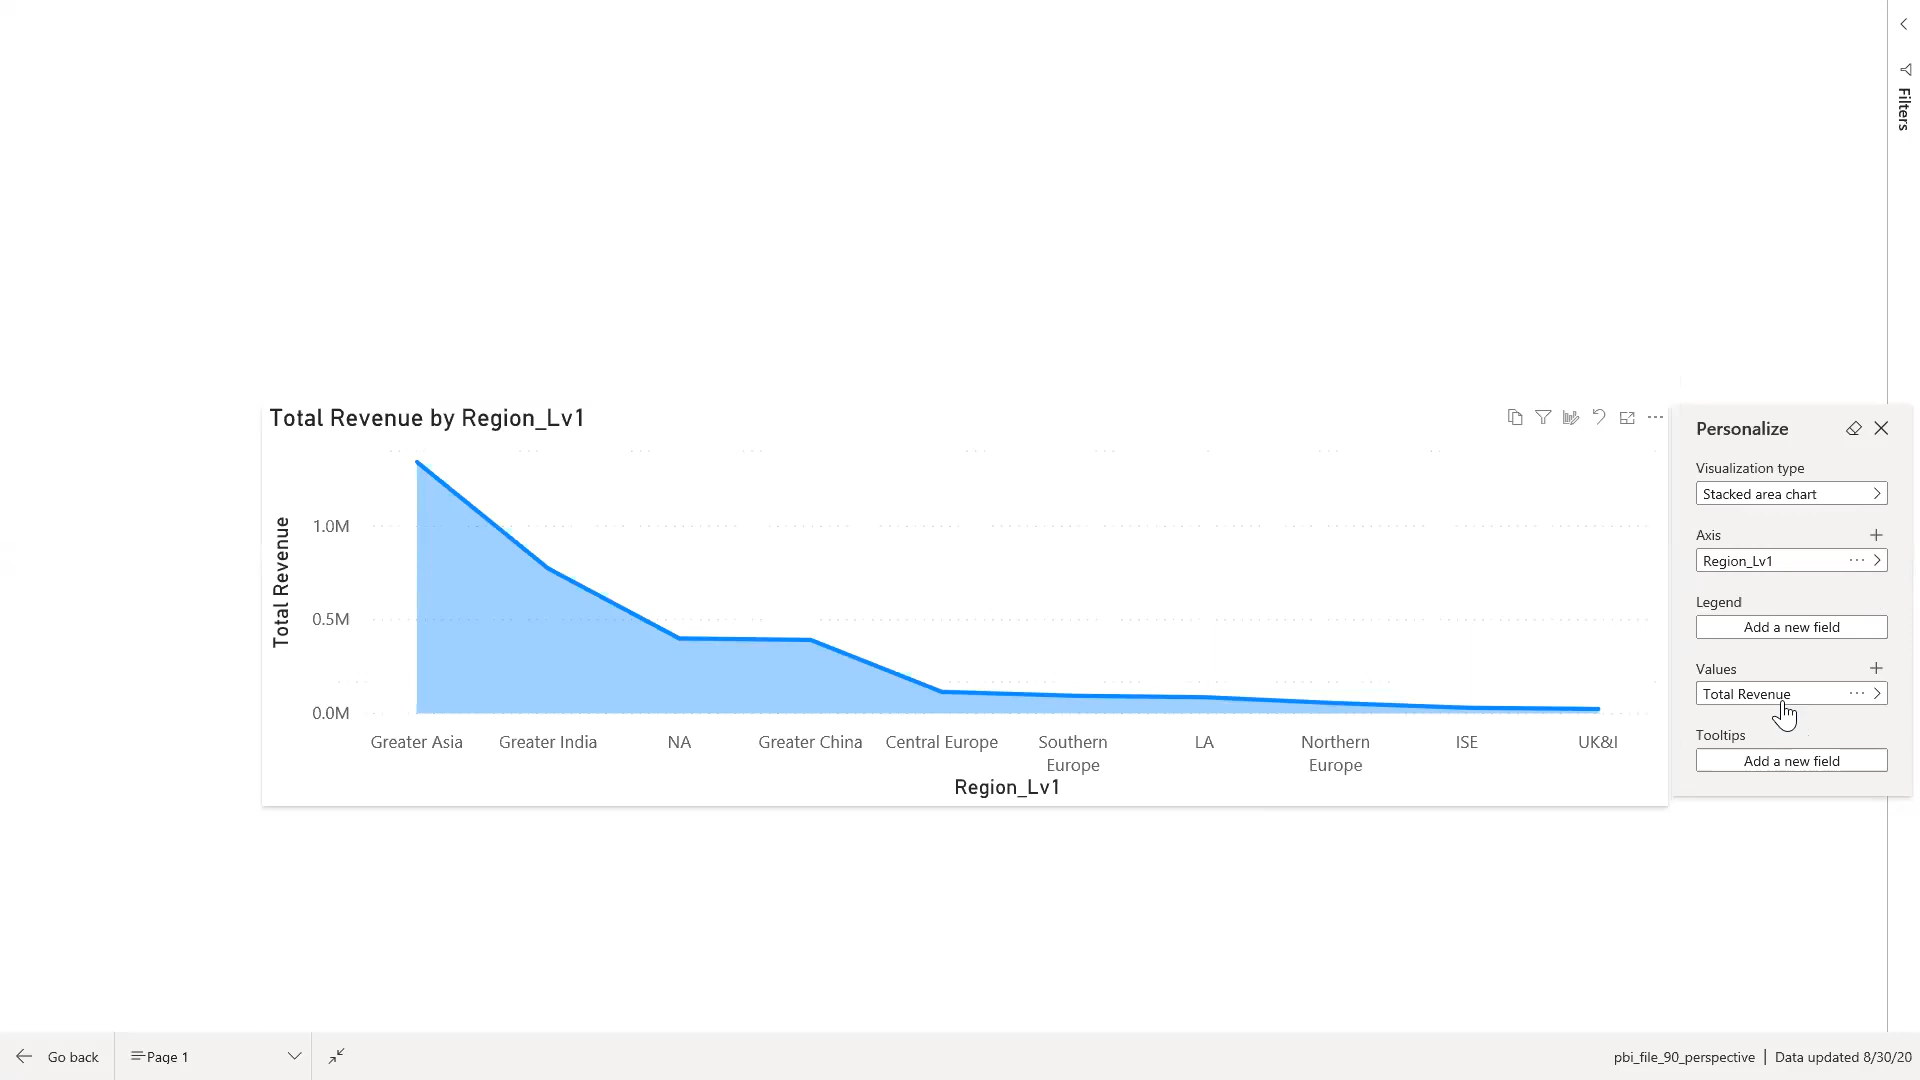 Filters
Total Revenue by Region_Lv1
Total Revenue
1.0M
0.5M
0.0M
Greater Asia
Greater India
NA
Greater China
Central Europe
Southern
Europe
LA
Northern
Europe
ISE
UK&I
Region_Lv1
Personalize
Visualization type
Stacked area chart
Axis
Region_Lv1
Legend
Add a new field
Values
Total Revenue
Tooltips
Add a new field
Go back
Page 1
pbi_file_90_perspective | Data updated 8/30/20